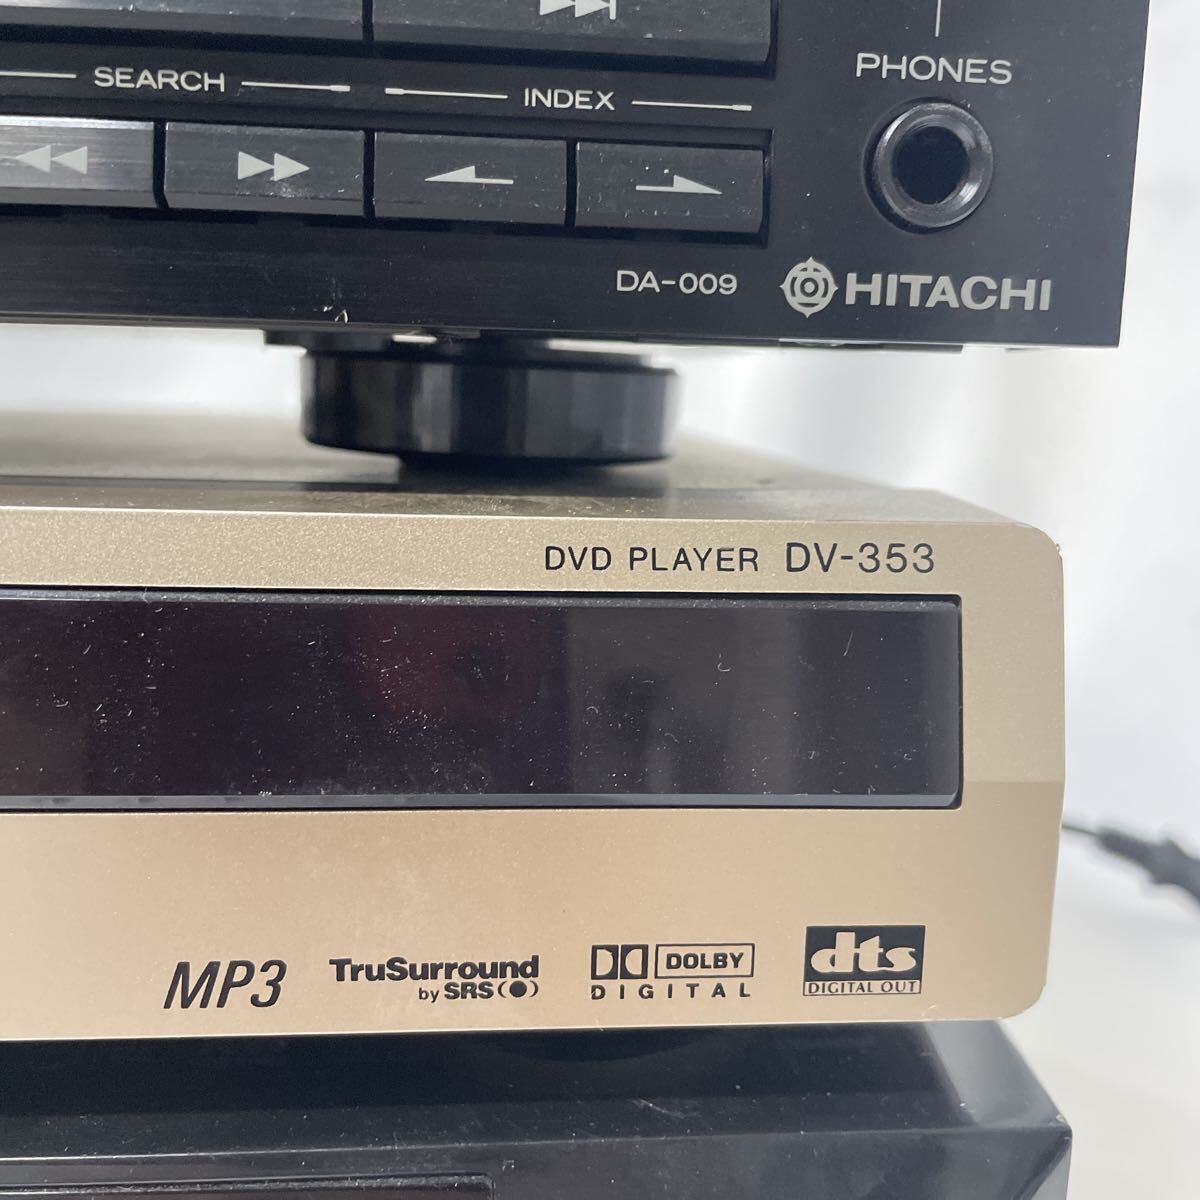 SEARCH
INDEX
PHONES
DA-009
HITACHI
DVD PLAYER DV-353
MP3
TruSurround
by SRS
DOLBY
DIGITAL
dts
DIGITAL OUT